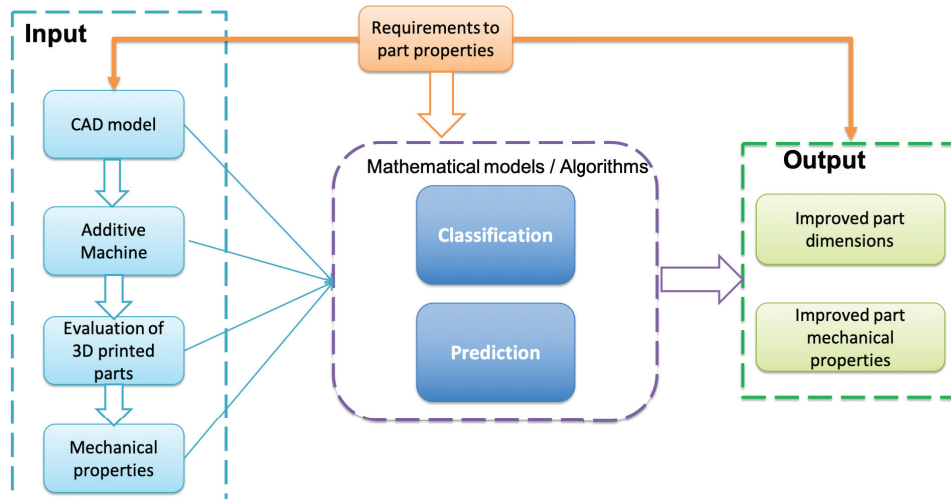 Input
Requirements to
part properties
CAD model
Additive
Machine
Evaluation of
3D printed
parts
Mechanical
properties
Mathematical models / Algorithms
Classification
Prediction
Output
Improved part
dimensions
Improved part
mechanical
properties